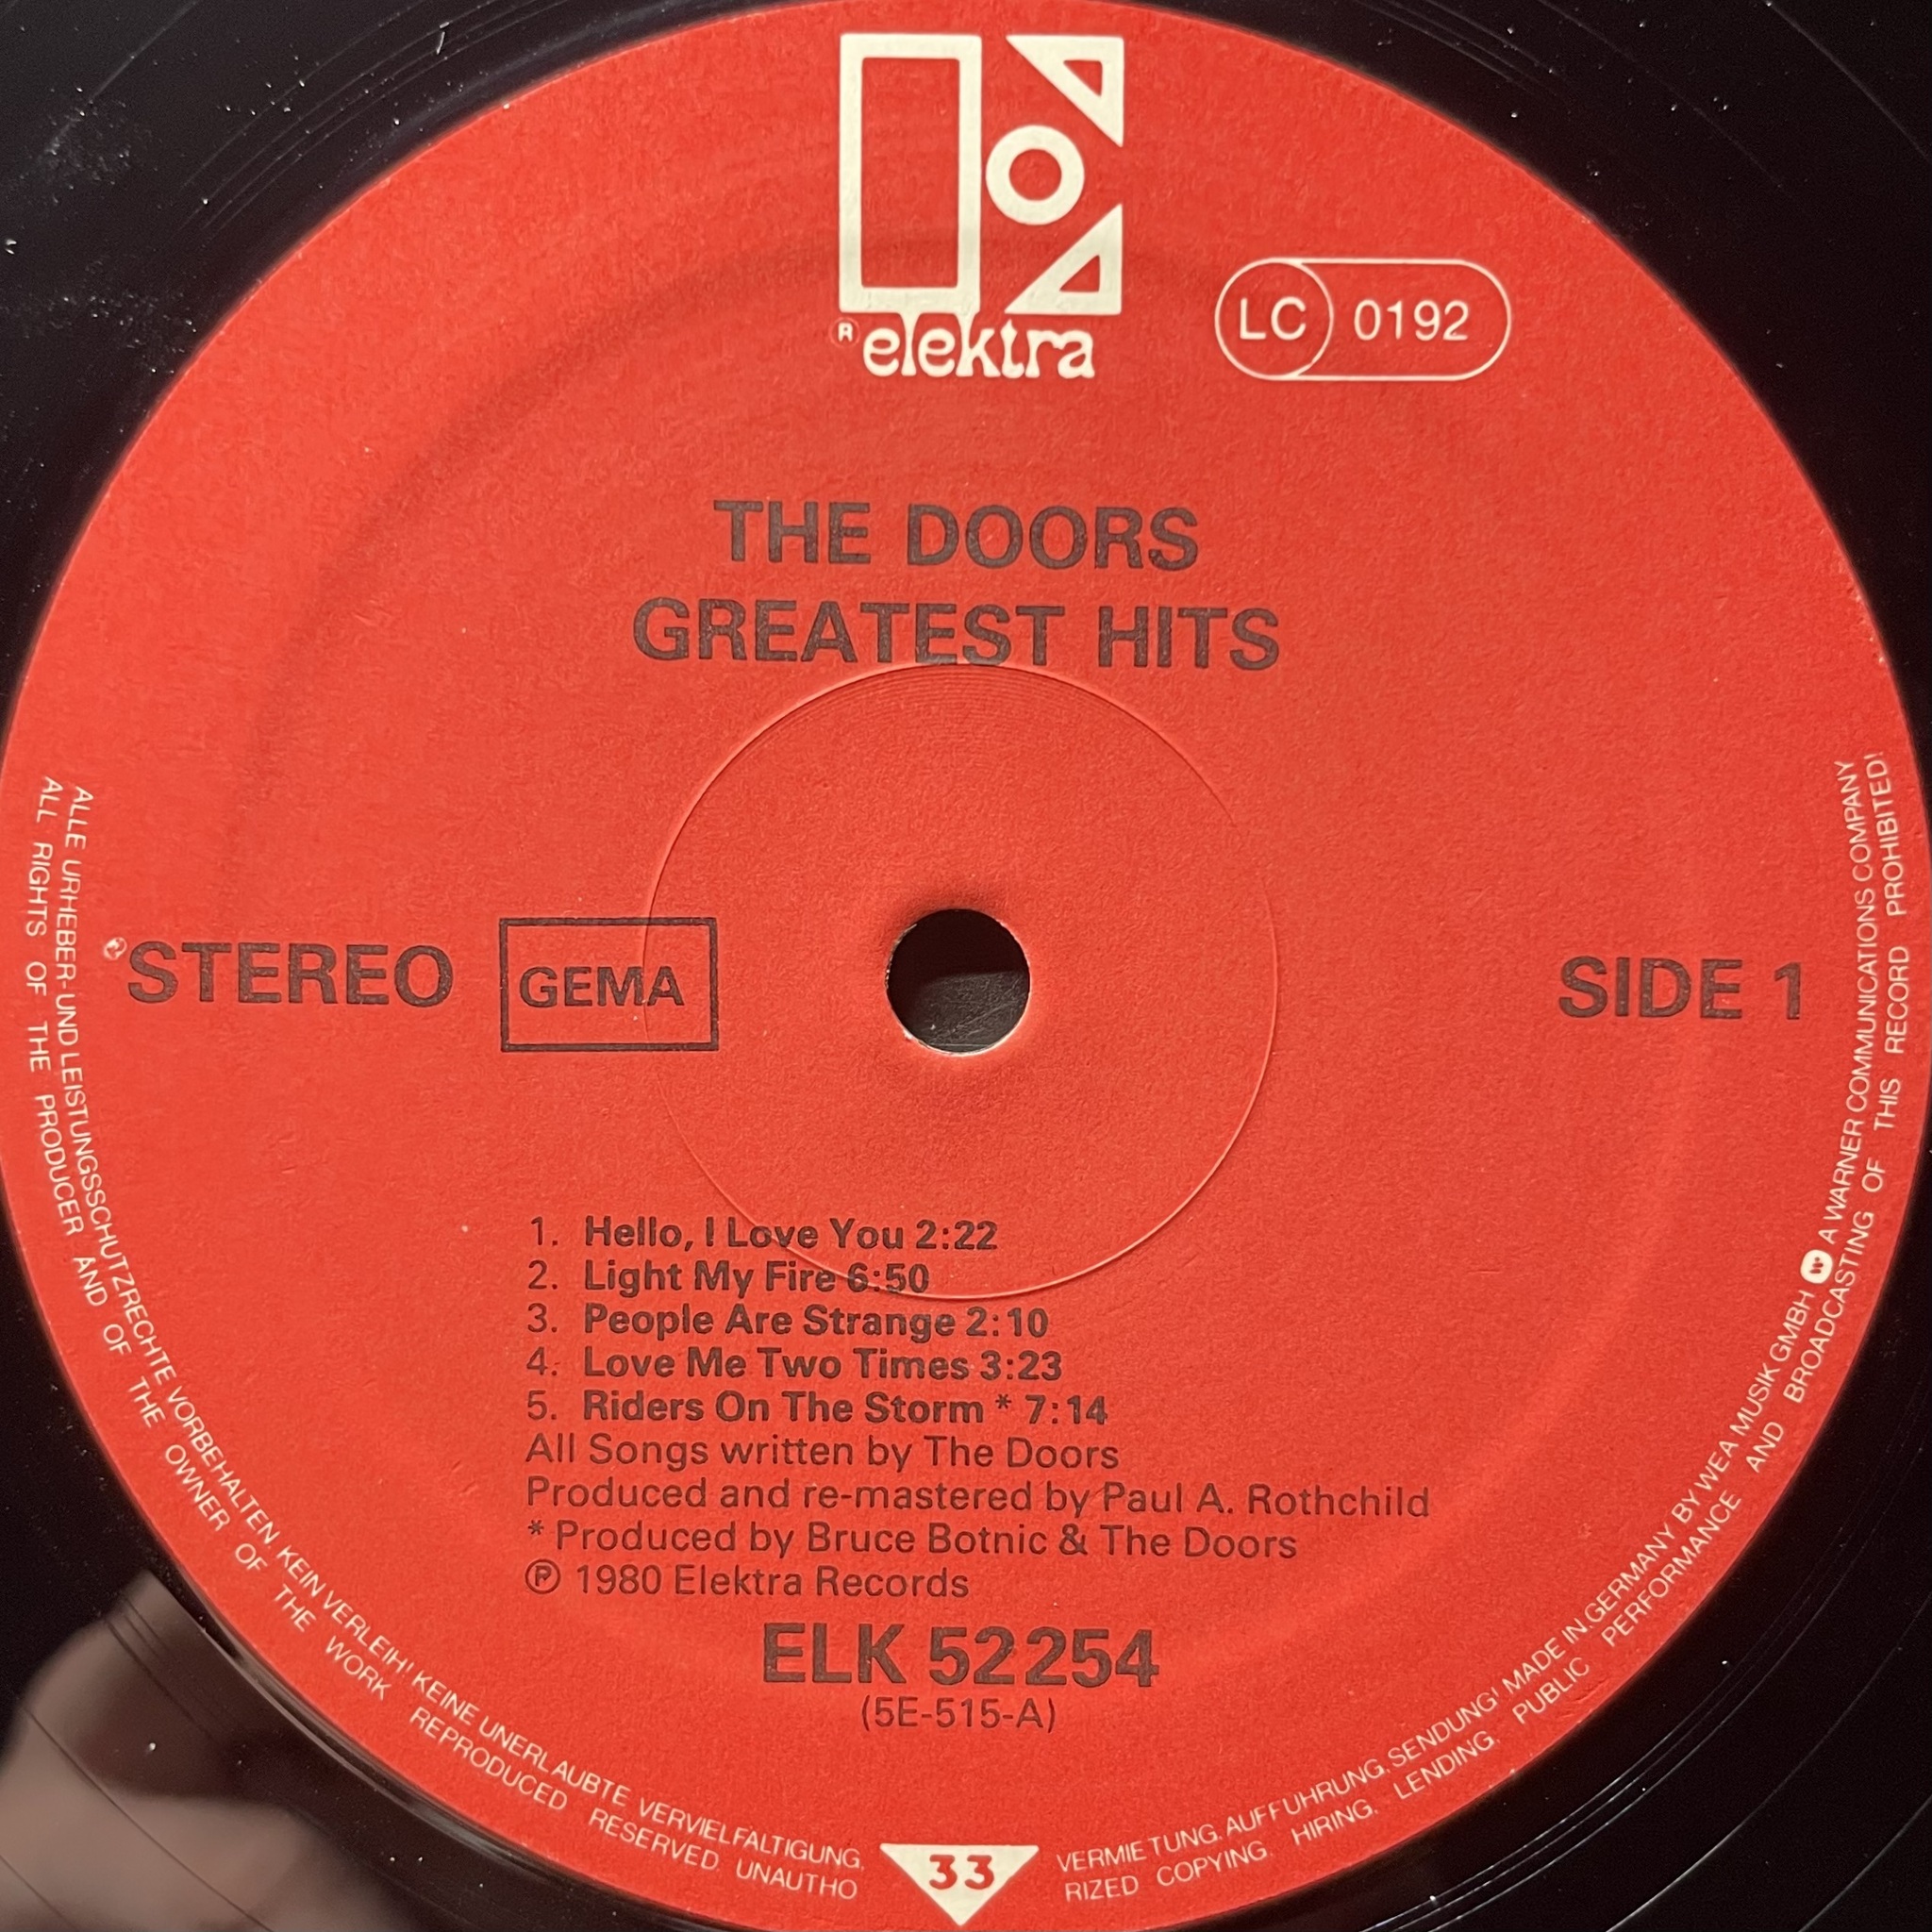 ® elektra
LC 0192
THE DOORS
GREATEST HITS
STEREO GEMA
SIDE 1
1. Hello, I Love You 2:22
2. Light My Fire 6:50
3. People Are Strange 2:10
4. Love Me Two Times 3:23
5. Riders On The Storm * 7:14
All Songs written by The Doors
Produced and re-mastered by Paul A. Rothchild
* Produced by Bruce Botnic & The Doors
℗ 1980 Elektra Records
ELK 52254
(5E-515-A)
33
ALLE URHEBER- UND LEISTUNGSSCHUTZRECHTE VORBEHALTEN. KEIN VERLEIH! KEINE UNERLAUBTE VERVIELFALTIGUNG, VERMIETUNG, AUFFUHRUNG, SENDUNG! MADE IN GERMANY BY WEA MUSIK GMBH W A WARNER COMMUNICATIONS COMPANY
ALL RIGHTS OF THE PRODUCER AND OF THE OWNER OF THE WORK REPRODUCED RESERVED. UNAUTHO RIZED COPYING, HIRING, LENDING, PUBLIC PERFORMANCE AND BROADCASTING OF THIS RECORD PROHIBITED!